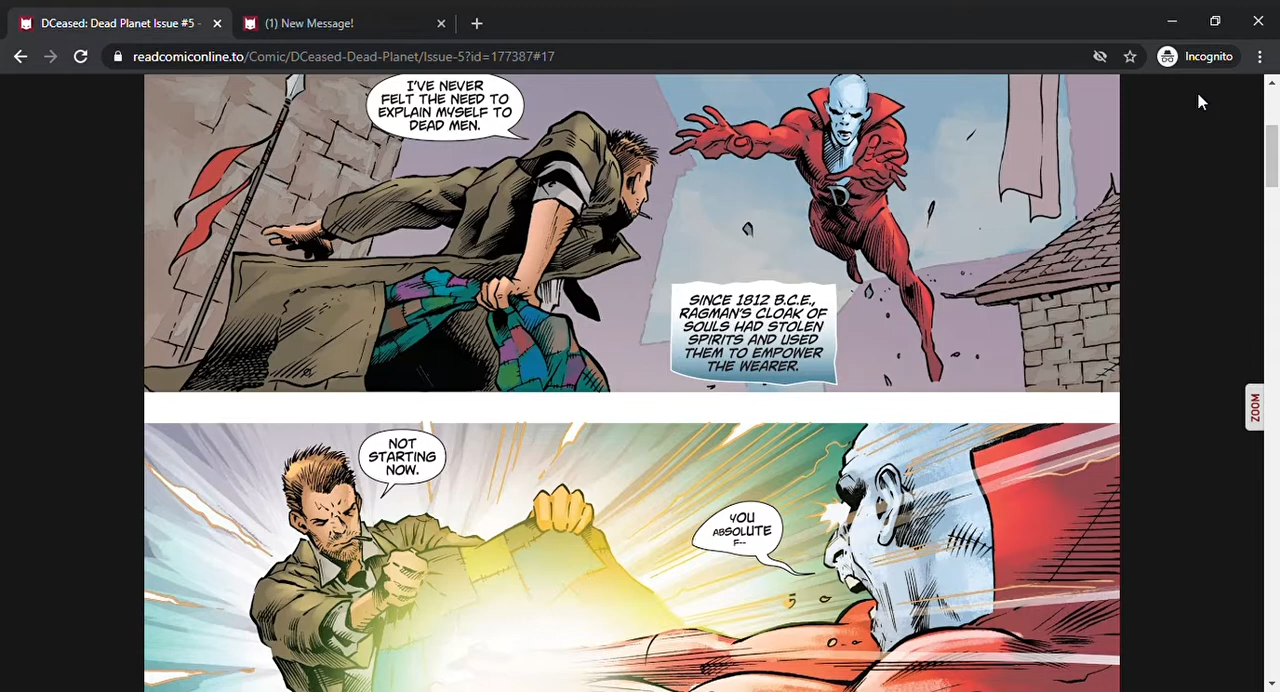 DCeased: Dead Planet Issue #5 -
(1) New Message!
readcomiconline.to/Comic/DCeased-Dead-Planet/Issue-5?id=177387#17
Incognito
I'VE NEVER
FELT THE NEED TO
EXPLAIN MYSELF TO
DEAD MEN.
D
SINCE 1812 B.C.E.,
RAGMAN'S CLOAK OF
SOULS HAD STOLEN
SPIRITS AND USED
THEM TO EMPOWER
THE WEARER.
ZOOM
NOT
STARTING
NOW.
YOU
ABSOLUTE
F--